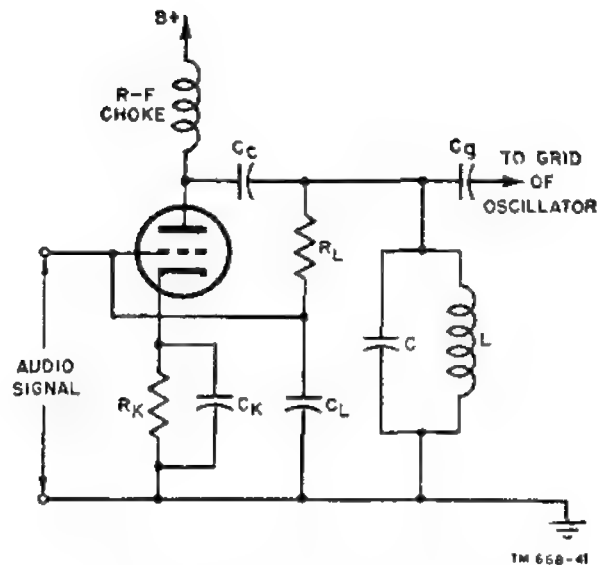 B+
R-F
CHOKE
CC
Cg
TO GRID
OF
OSCILLATOR
RL
AUDIO
SIGNAL
RK
CK
CL
C
L
TM 668-41